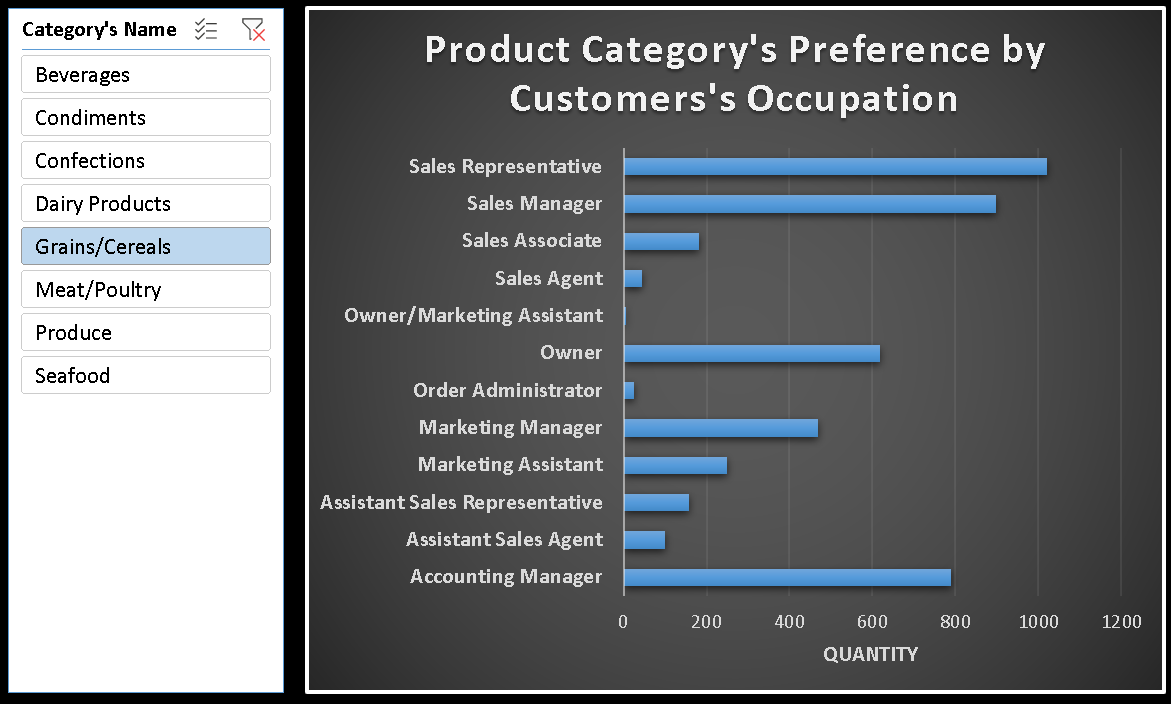 Category's Name
Beverages
Condiments
Confections
Dairy Products
Grains/Cereals
Meat/Poultry
Produce
Seafood
Product Category's Preference by
Customers's Occupation
Sales Representative
Sales Manager
Sales Associate
Sales Agent
Owner/Marketing Assistant
Owner
Order Administrator
Marketing Manager
Marketing Assistant
Assistant Sales Representative
Assistant Sales Agent
Accounting Manager
0 200 400 600 800 1000 1200
QUANTITY